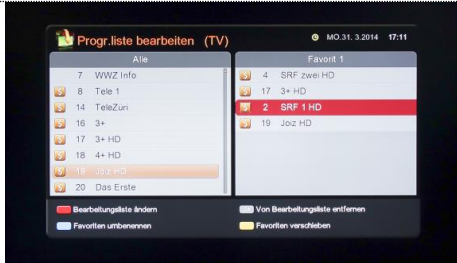 Progr.liste bearbeiten (TV)
MO.31. 3.2014 17:11
Alle
7 WWZ Info
8 Tele 1
14 TeleZüri
16 3+
17 3+ HD
18 4+ HD
19 Joiz HD
20 Das Erste
Favorit 1
4 SRF zwei HD
17 3+ HD
2 SRF 1 HD
19 Joiz HD
Bearbeitungsliste ändern
Von Bearbeitungsliste entfernen
Favoriten umbenennen
Favoriten verschieben